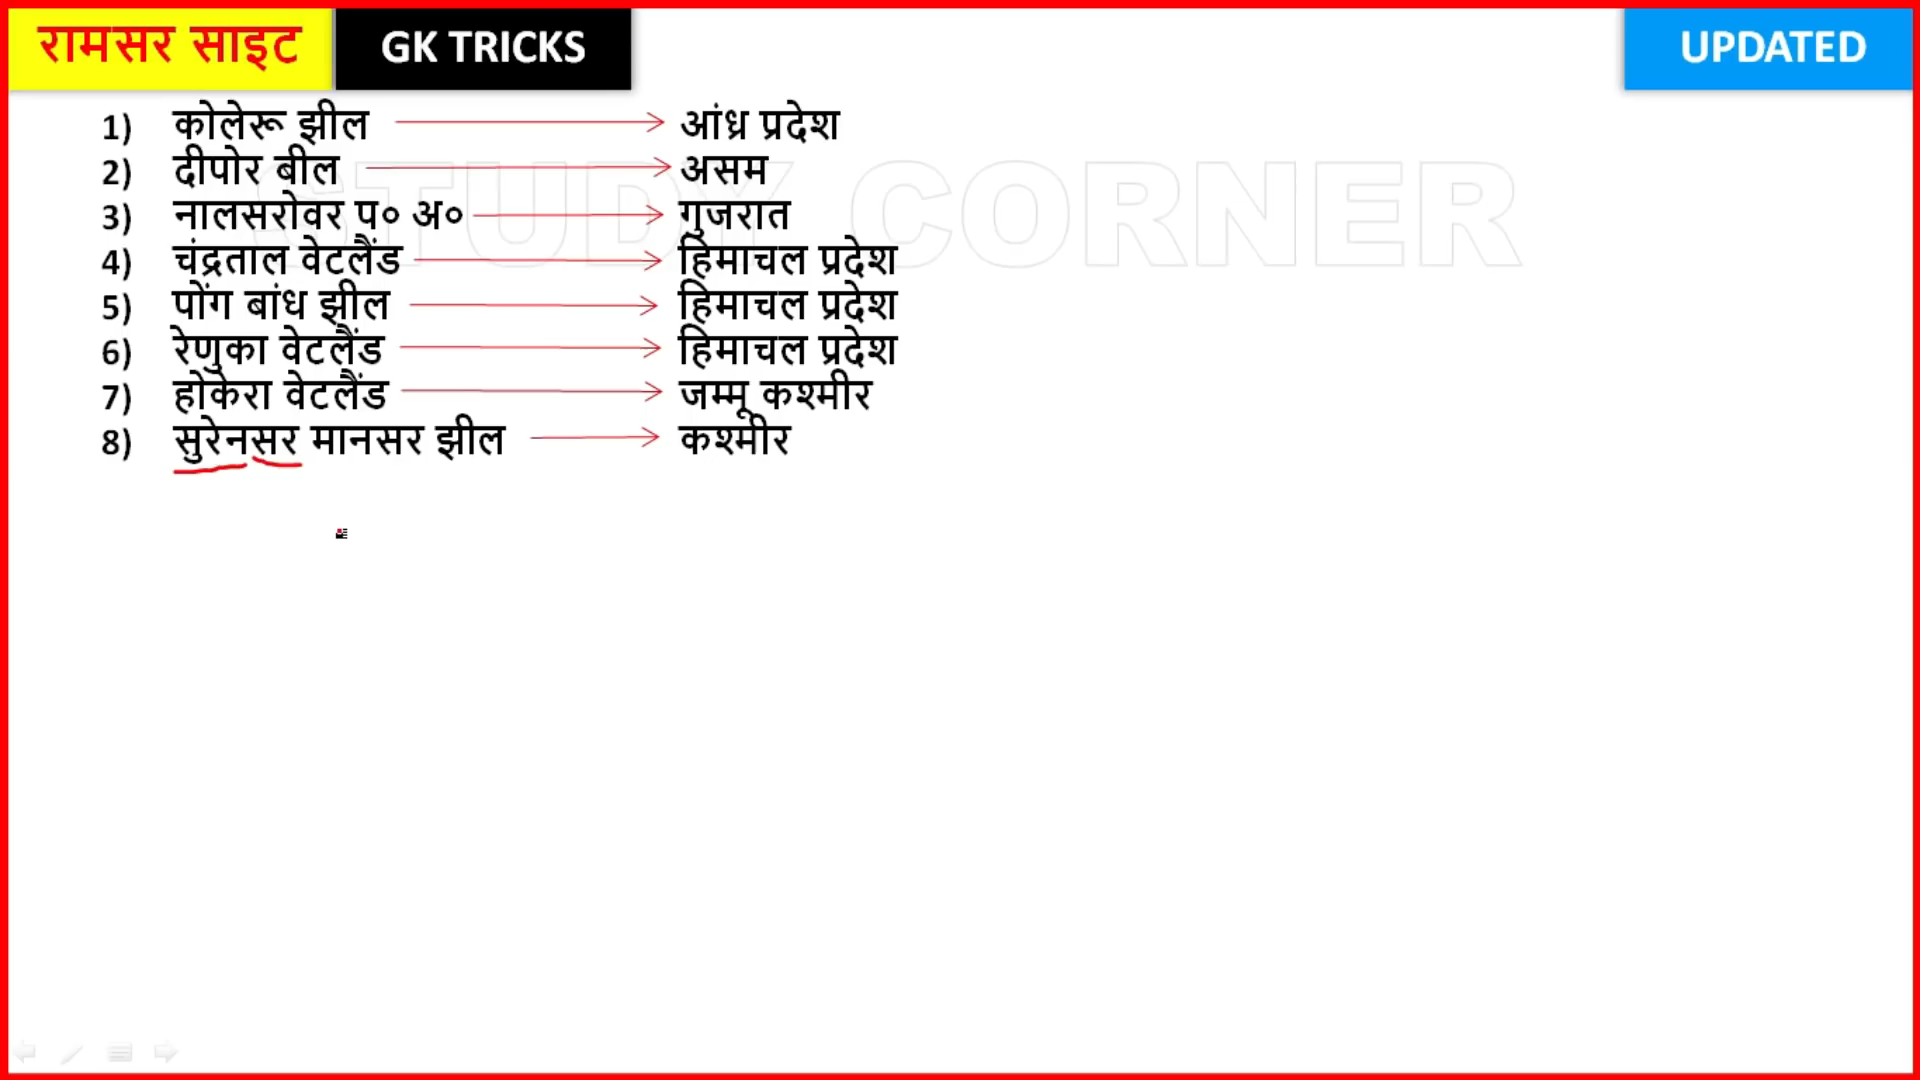 रामसर साइट GK TRICKS UPDATED
STUDY CORNER
1) कोलेरू झील आंध्र प्रदेश
2) दीपोर बील असम
3) नालसरोवर प० अ० गुजरात
4) चंद्रताल वेटलैंड हिमाचल प्रदेश
5) पोंग बांध झील हिमाचल प्रदेश
6) रेणुका वेटलैंड हिमाचल प्रदेश
7) होकेरा वेटलैंड जम्मू कश्मीर
8) सुरेनसर मानसर झील कश्मीर